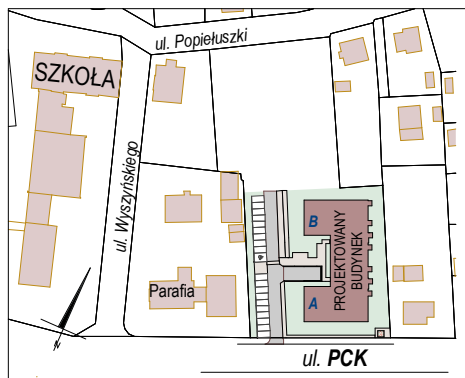 ul. Popiełuszki
SZKOŁA
ul. Wyszyńskiego
B
PROJEKTOWANY
BUDYNEK
A
Parafia
N
ul. PCK